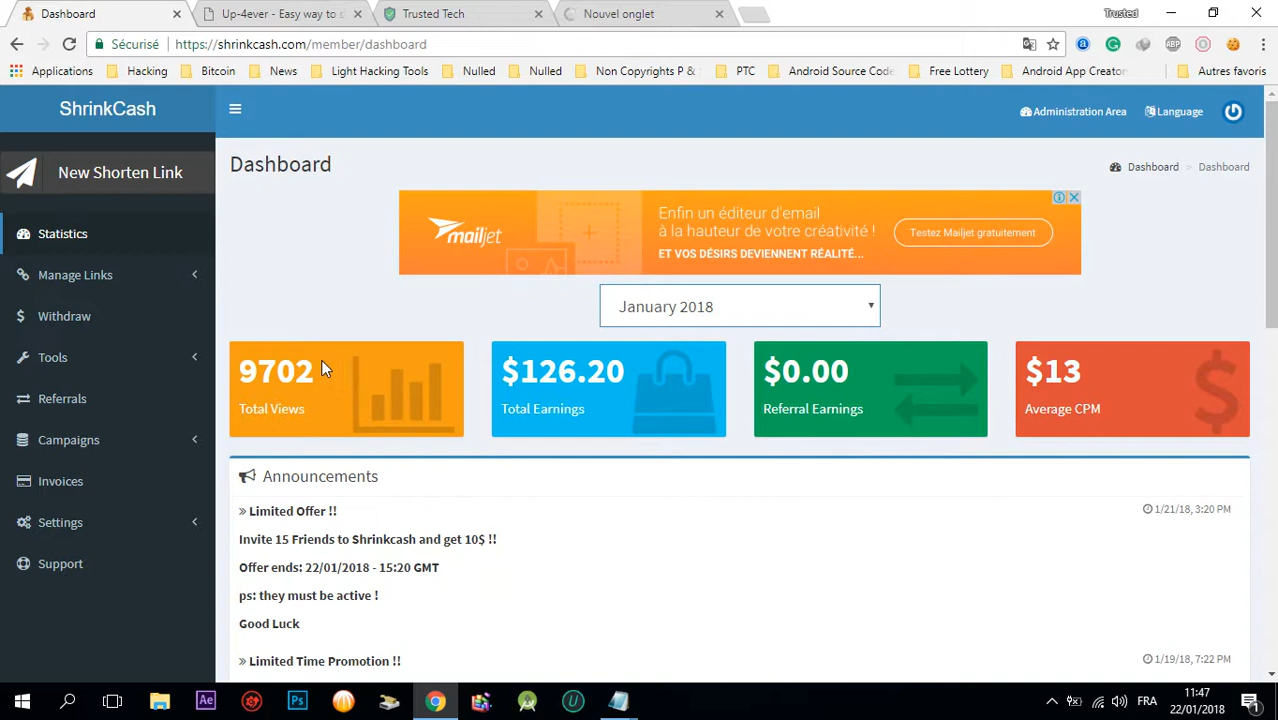 Dashboard
Up-4ever - Easy way to s
Trusted Tech
Nouvel onglet
Trusted
Sécurisé
https://shrinkcash.com/member/dashboard
ABP
Applications
Hacking
Bitcoin
News
Light Hacking Tools
Nulled
Nulled
Non Copyrights P &
PTC
Android Source Code
Free Lottery
Android App Creator
Autres favoris
ShrinkCash
Administration Area
Language
New Shorten Link
Dashboard
Dashboard > Dashboard
Statistics
Manage Links
Withdraw
Tools
Referrals
Campaigns
Invoices
Settings
Support
mailjet
Enfin un éditeur d'email
à la hauteur de votre créativité !
ET VOS DÉSIRS DEVIENNENT RÉALITÉ...
Testez Mailjet gratuitement
January 2018
9702
Total Views
$126.20
Total Earnings
$0.00
Referral Earnings
$13
Average CPM
Announcements
» Limited Offer !!
1/21/18, 3:20 PM
Invite 15 Friends to Shrinkcash and get 10$ !!
Offer ends: 22/01/2018 - 15:20 GMT
ps: they must be active !
Good Luck
» Limited Time Promotion !!
1/19/18, 7:22 PM
Ae
Ps
FRA
11:47
22/01/2018
1